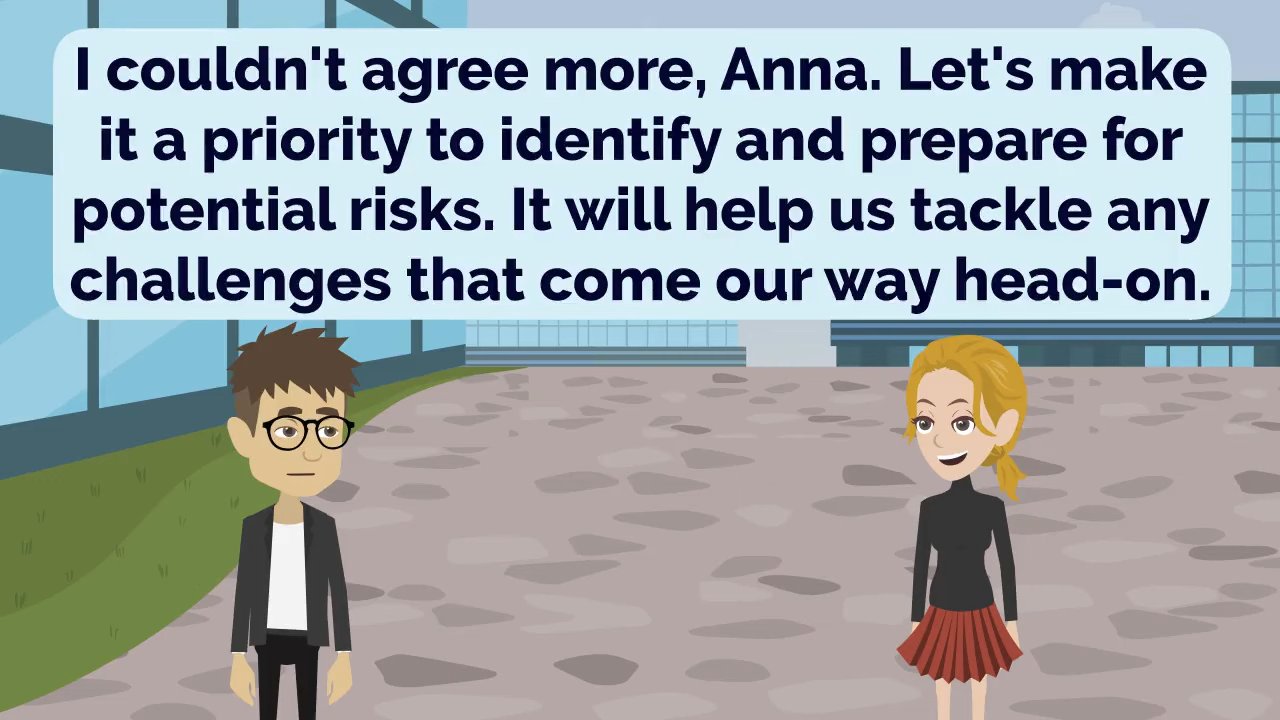 I couldn't agree more, Anna. Let's make
it a priority to identify and prepare for
potential risks. It will help us tackle any
challenges that come our way head-on.